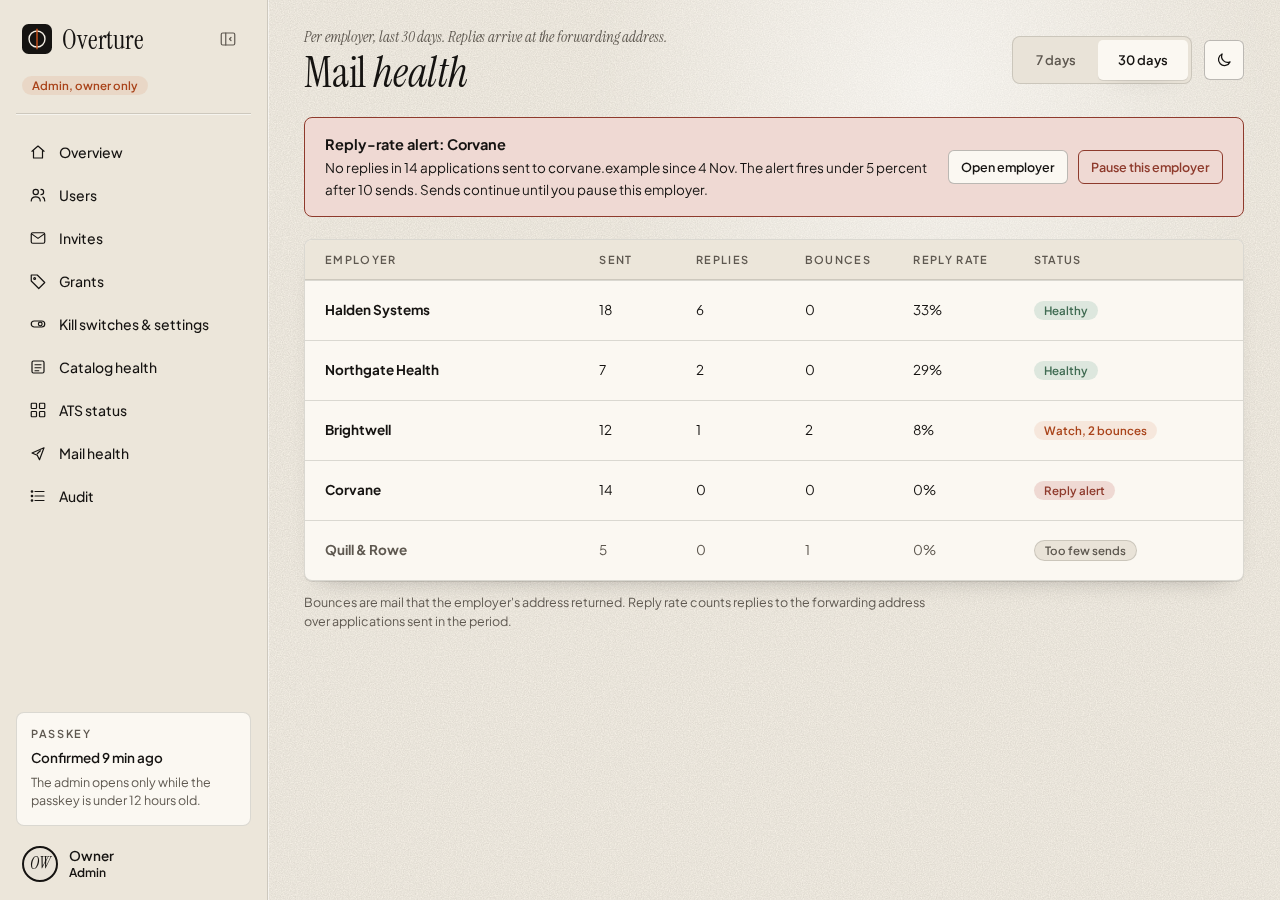 Overture
Admin, owner only
Overview
Users
Invites
Grants
Kill switches & settings
Catalog health
ATS status
Mail health
Audit
PASSKEY
Confirmed 9 min ago
The admin opens only while the
passkey is under 12 hours old.
OW
Owner
Admin
Per employer, last 30 days. Replies arrive at the forwarding address.
Mail health
7 days
30 days
Reply-rate alert: Corvane
No replies in 14 applications sent to corvane.example since 4 Nov. The alert fires under 5 percent
after 10 sends. Sends continue until you pause this employer.
Open employer
Pause this employer
EMPLOYER SENT REPLIES BOUNCES REPLY RATE STATUS
Halden Systems 18 6 0 33% Healthy
Northgate Health 7 2 0 29% Healthy
Brightwell 12 1 2 8% Watch, 2 bounces
Corvane 14 0 0 0% Reply alert
Quill & Rowe 5 0 1 0% Too few sends
Bounces are mail that the employer's address returned. Reply rate counts replies to the forwarding address
over applications sent in the period.